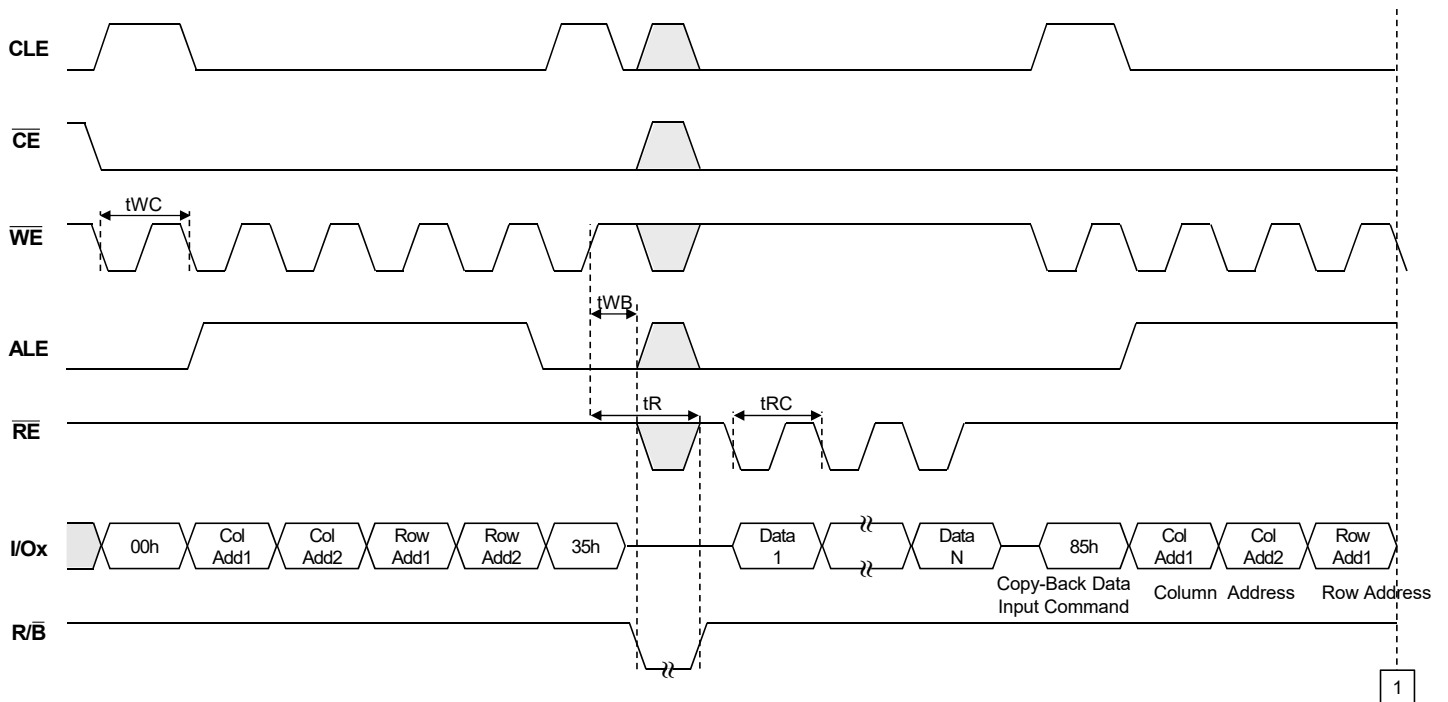 CLE
CE
tWC
WE
tWB
ALE
tR
tRC
RE
I/Ox
00h
Col
Add1
Col
Add2
Row
Add1
Row
Add2
35h
Data
1
Data
N
85h
Col
Add1
Col
Add2
Row
Add1
Copy-Back Data
Input Command
Column Address
Row Address
R/B
1